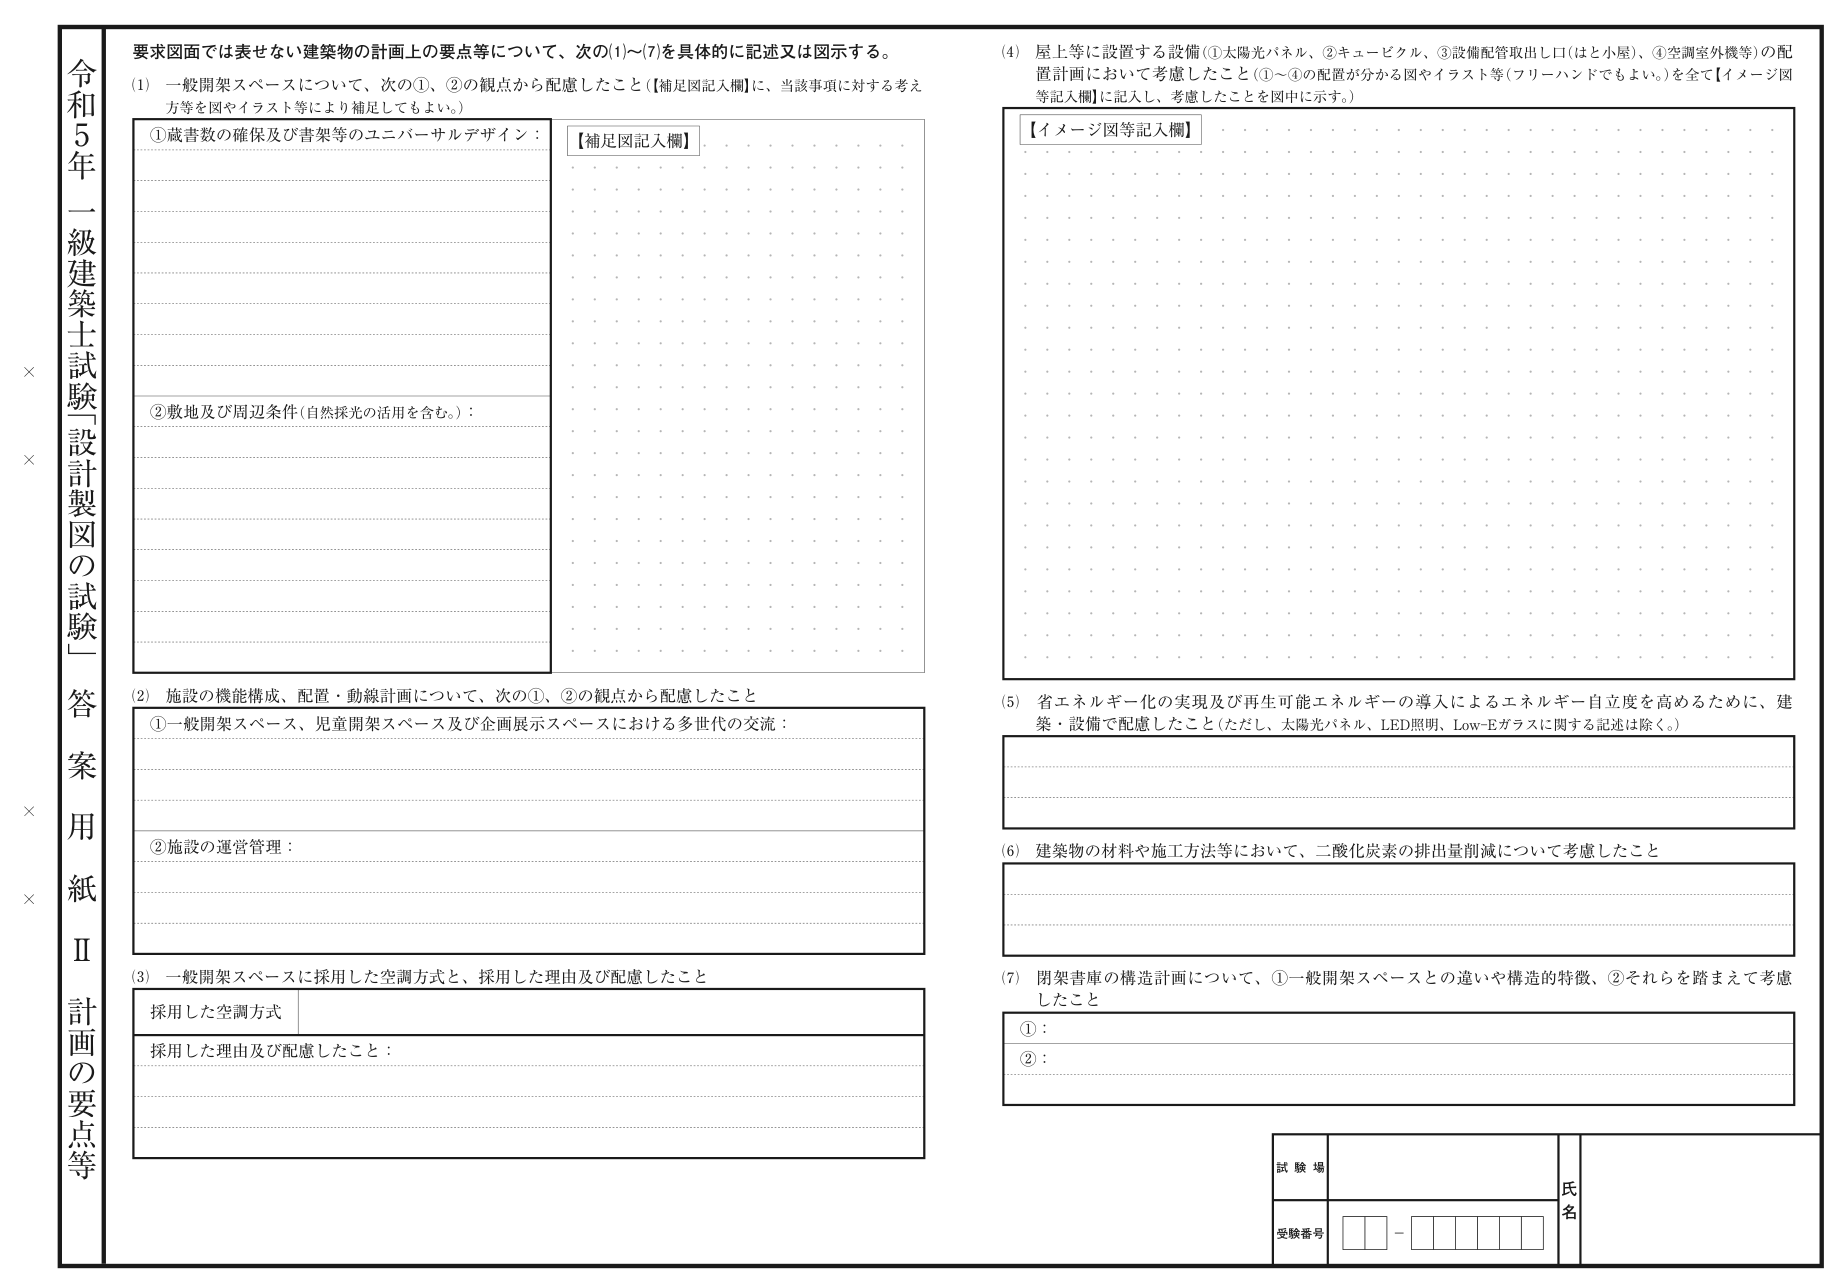 令和５年　一級建築士試験「設計製図の試験」　答案用紙Ⅱ　計画の要点等
要求図面では表せない建築物の計画上の要点等について、次の⑴～⑺を具体的に記述又は図示する。
⑴　一般開架スペースについて、次の①、②の観点から配慮したこと（【補足図記入欄】に、当該事項に対する考え
方等を図やイラスト等により補足してもよい。）
①蔵書数の確保及び書架等のユニバーサルデザイン：
【補足図記入欄】
②敷地及び周辺条件（自然採光の活用を含む。）：
⑵　施設の機能構成、配置・動線計画について、次の①、②の観点から配慮したこと
①一般開架スペース、児童開架スペース及び企画展示スペースにおける多世代の交流：
②施設の運営管理：
⑶　一般開架スペースに採用した空調方式と、採用した理由及び配慮したこと
採用した空調方式
採用した理由及び配慮したこと：
⑷　屋上等に設置する設備（①太陽光パネル、②キュービクル、③設備配管取出し口（はと小屋）、④空調室外機等）の配
置計画において考慮したこと（①～④の配置が分かる図やイラスト等（フリーハンドでもよい。）を全て【イメージ図
等記入欄】に記入し、考慮したことを図中に示す。）
【イメージ図等記入欄】
⑸　省エネルギー化の実現及び再生可能エネルギーの導入によるエネルギー自立度を高めるために、建
築・設備で配慮したこと（ただし、太陽光パネル、LED照明、Low-Eガラスに関する記述は除く。）
⑹　建築物の材料や施工方法等において、二酸化炭素の排出量削減について考慮したこと
⑺　閉架書庫の構造計画について、①一般開架スペースとの違いや構造的特徴、②それらを踏まえて考慮
したこと
①：
②：
試験場
氏名
受験番号
－